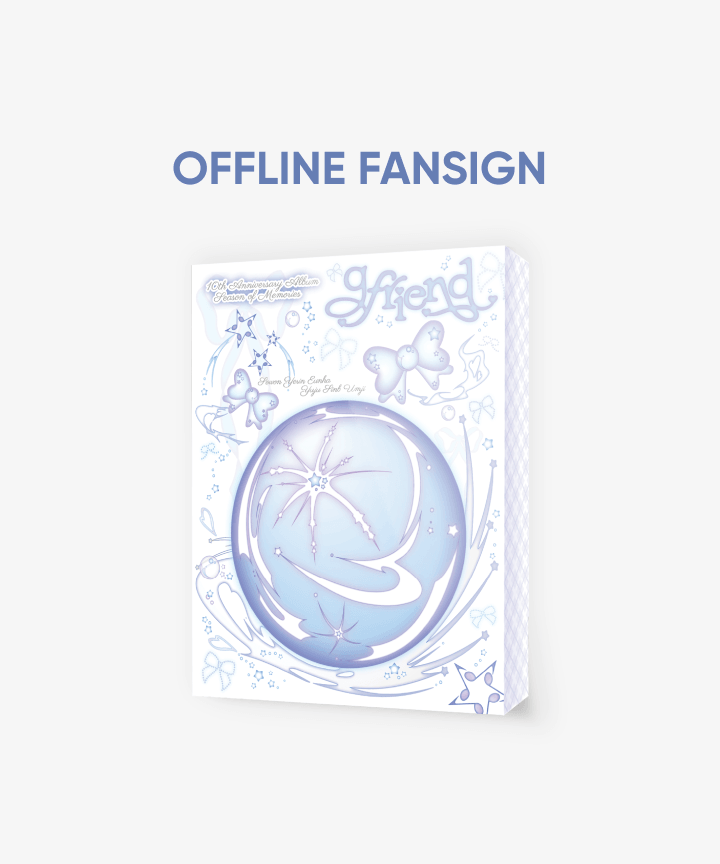 OFFLINE FANSIGN
10th Anniversary Album
Season of Memories
gfriend
Sowon Yerin Eunha
Yuju SinB Umji